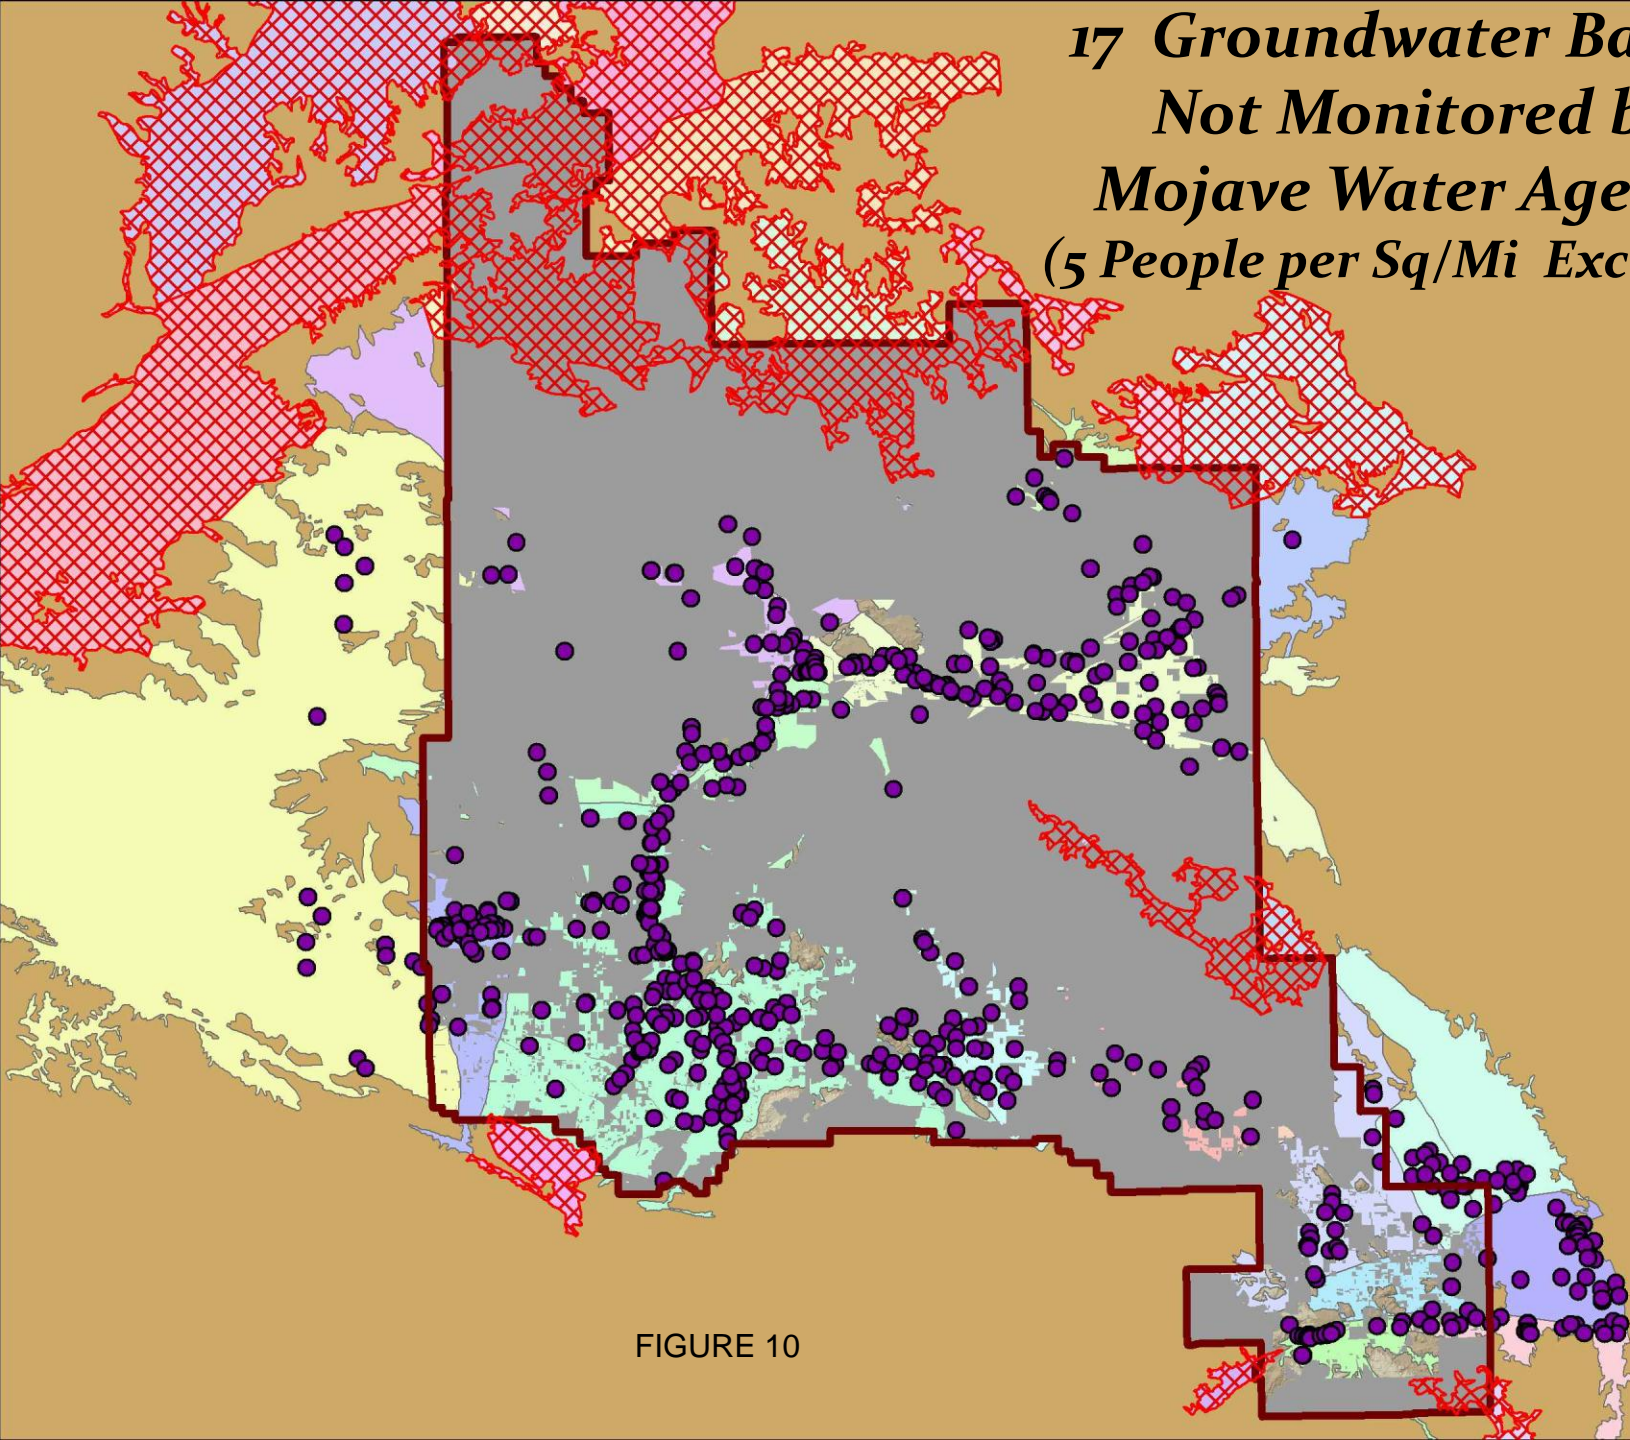 17 Groundwater Ba
Not Monitored b
Mojave Water Age
(5 People per Sq/Mi Exc
FIGURE 10